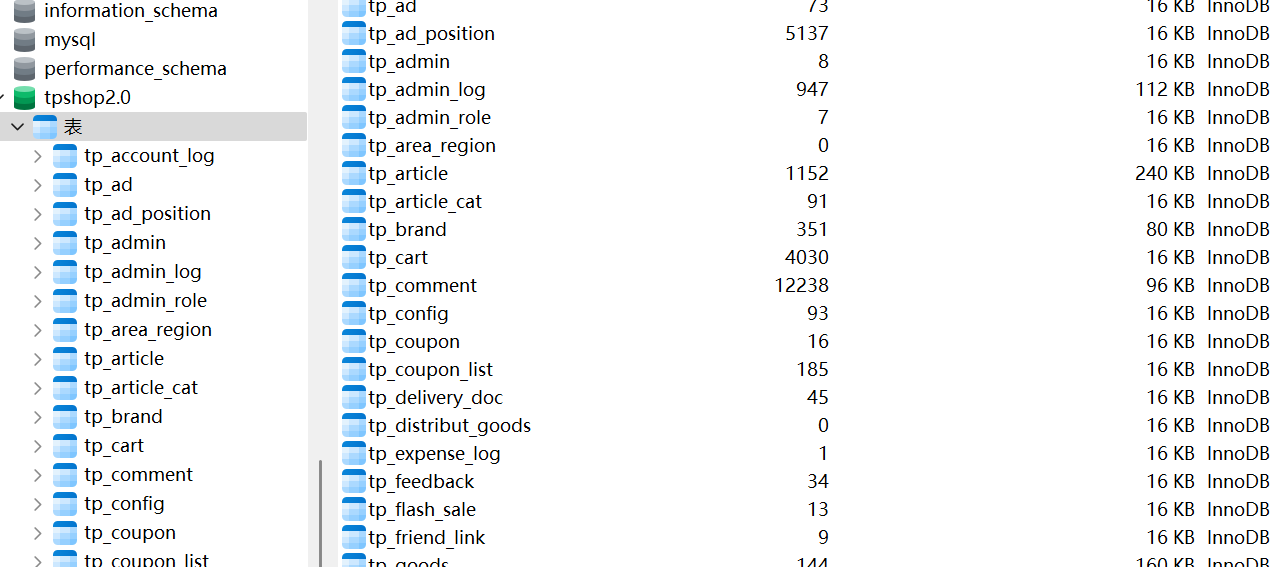 information_schema
mysql
performance_schema
tpshop2.0
表
tp_account_log
tp_ad
tp_ad_position
tp_admin
tp_admin_log
tp_admin_role
tp_area_region
tp_article
tp_article_cat
tp_brand
tp_cart
tp_comment
tp_config
tp_coupon
tp_coupon_list
tp_ad 73 16 KB InnoDB
tp_ad_position 5137 16 KB InnoDB
tp_admin 8 16 KB InnoDB
tp_admin_log 947 112 KB InnoDB
tp_admin_role 7 16 KB InnoDB
tp_area_region 0 16 KB InnoDB
tp_article 1152 240 KB InnoDB
tp_article_cat 91 16 KB InnoDB
tp_brand 351 80 KB InnoDB
tp_cart 4030 16 KB InnoDB
tp_comment 12238 96 KB InnoDB
tp_config 93 16 KB InnoDB
tp_coupon 16 16 KB InnoDB
tp_coupon_list 185 16 KB InnoDB
tp_delivery_doc 45 16 KB InnoDB
tp_distribut_goods 0 16 KB InnoDB
tp_expense_log 1 16 KB InnoDB
tp_feedback 34 16 KB InnoDB
tp_flash_sale 13 16 KB InnoDB
tp_friend_link 9 16 KB InnoDB
tp_goods 144 160 KB InnoDB